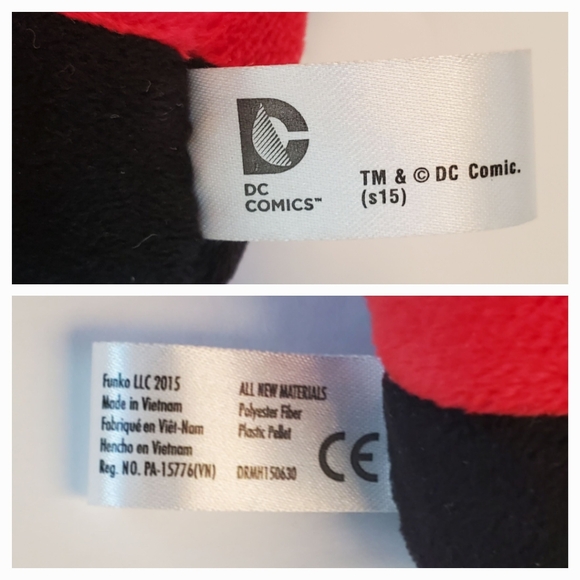 DC
COMICS™
TM & © DC Comic.
(s15)
Funko LLC 2015
Made in Vietnam
Fabriqué en Viêt-Nam
Hencho en Vietnam
Reg. NO. PA-15776(VN)
ALL NEW MATERIALS
Polyester Fiber
Plastic Pellet
DRMH150630
CE